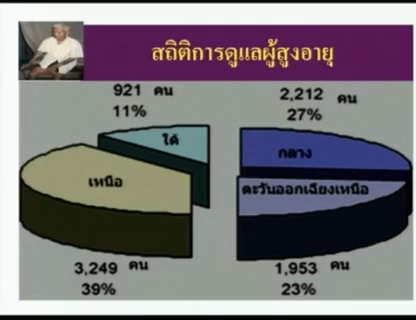 สถิติการดูแลผู้สูงอายุ
921 คน
11%
2,212 คน
27%
ใต้
กลาง
เหนือ
ตะวันออกเฉียงเหนือ
3,249 คน
39%
1,953 คน
23%